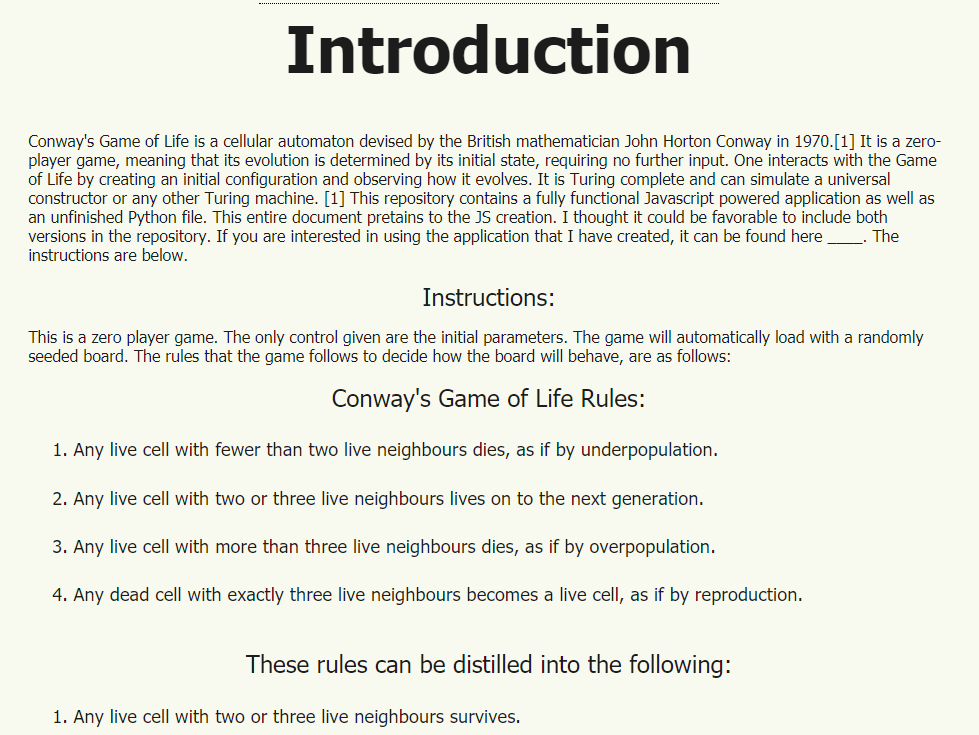 Introduction
Conway's Game of Life is a cellular automaton devised by the British mathematician John Horton Conway in 1970.[1] It is a zero-
player game, meaning that its evolution is determined by its initial state, requiring no further input. One interacts with the Game
of Life by creating an initial configuration and observing how it evolves. It is Turing complete and can simulate a universal
constructor or any other Turing machine. [1] This repository contains a fully functional Javascript powered application as well as
an unfinished Python file. This entire document pretains to the JS creation. I thought it could be favorable to include both
versions in the repository. If you are interested in using the application that I have created, it can be found here ____. The
instructions are below.
Instructions:
This is a zero player game. The only control given are the initial parameters. The game will automatically load with a randomly
seeded board. The rules that the game follows to decide how the board will behave, are as follows:
Conway's Game of Life Rules:
1. Any live cell with fewer than two live neighbours dies, as if by underpopulation.
2. Any live cell with two or three live neighbours lives on to the next generation.
3. Any live cell with more than three live neighbours dies, as if by overpopulation.
4. Any dead cell with exactly three live neighbours becomes a live cell, as if by reproduction.
These rules can be distilled into the following:
1. Any live cell with two or three live neighbours survives.